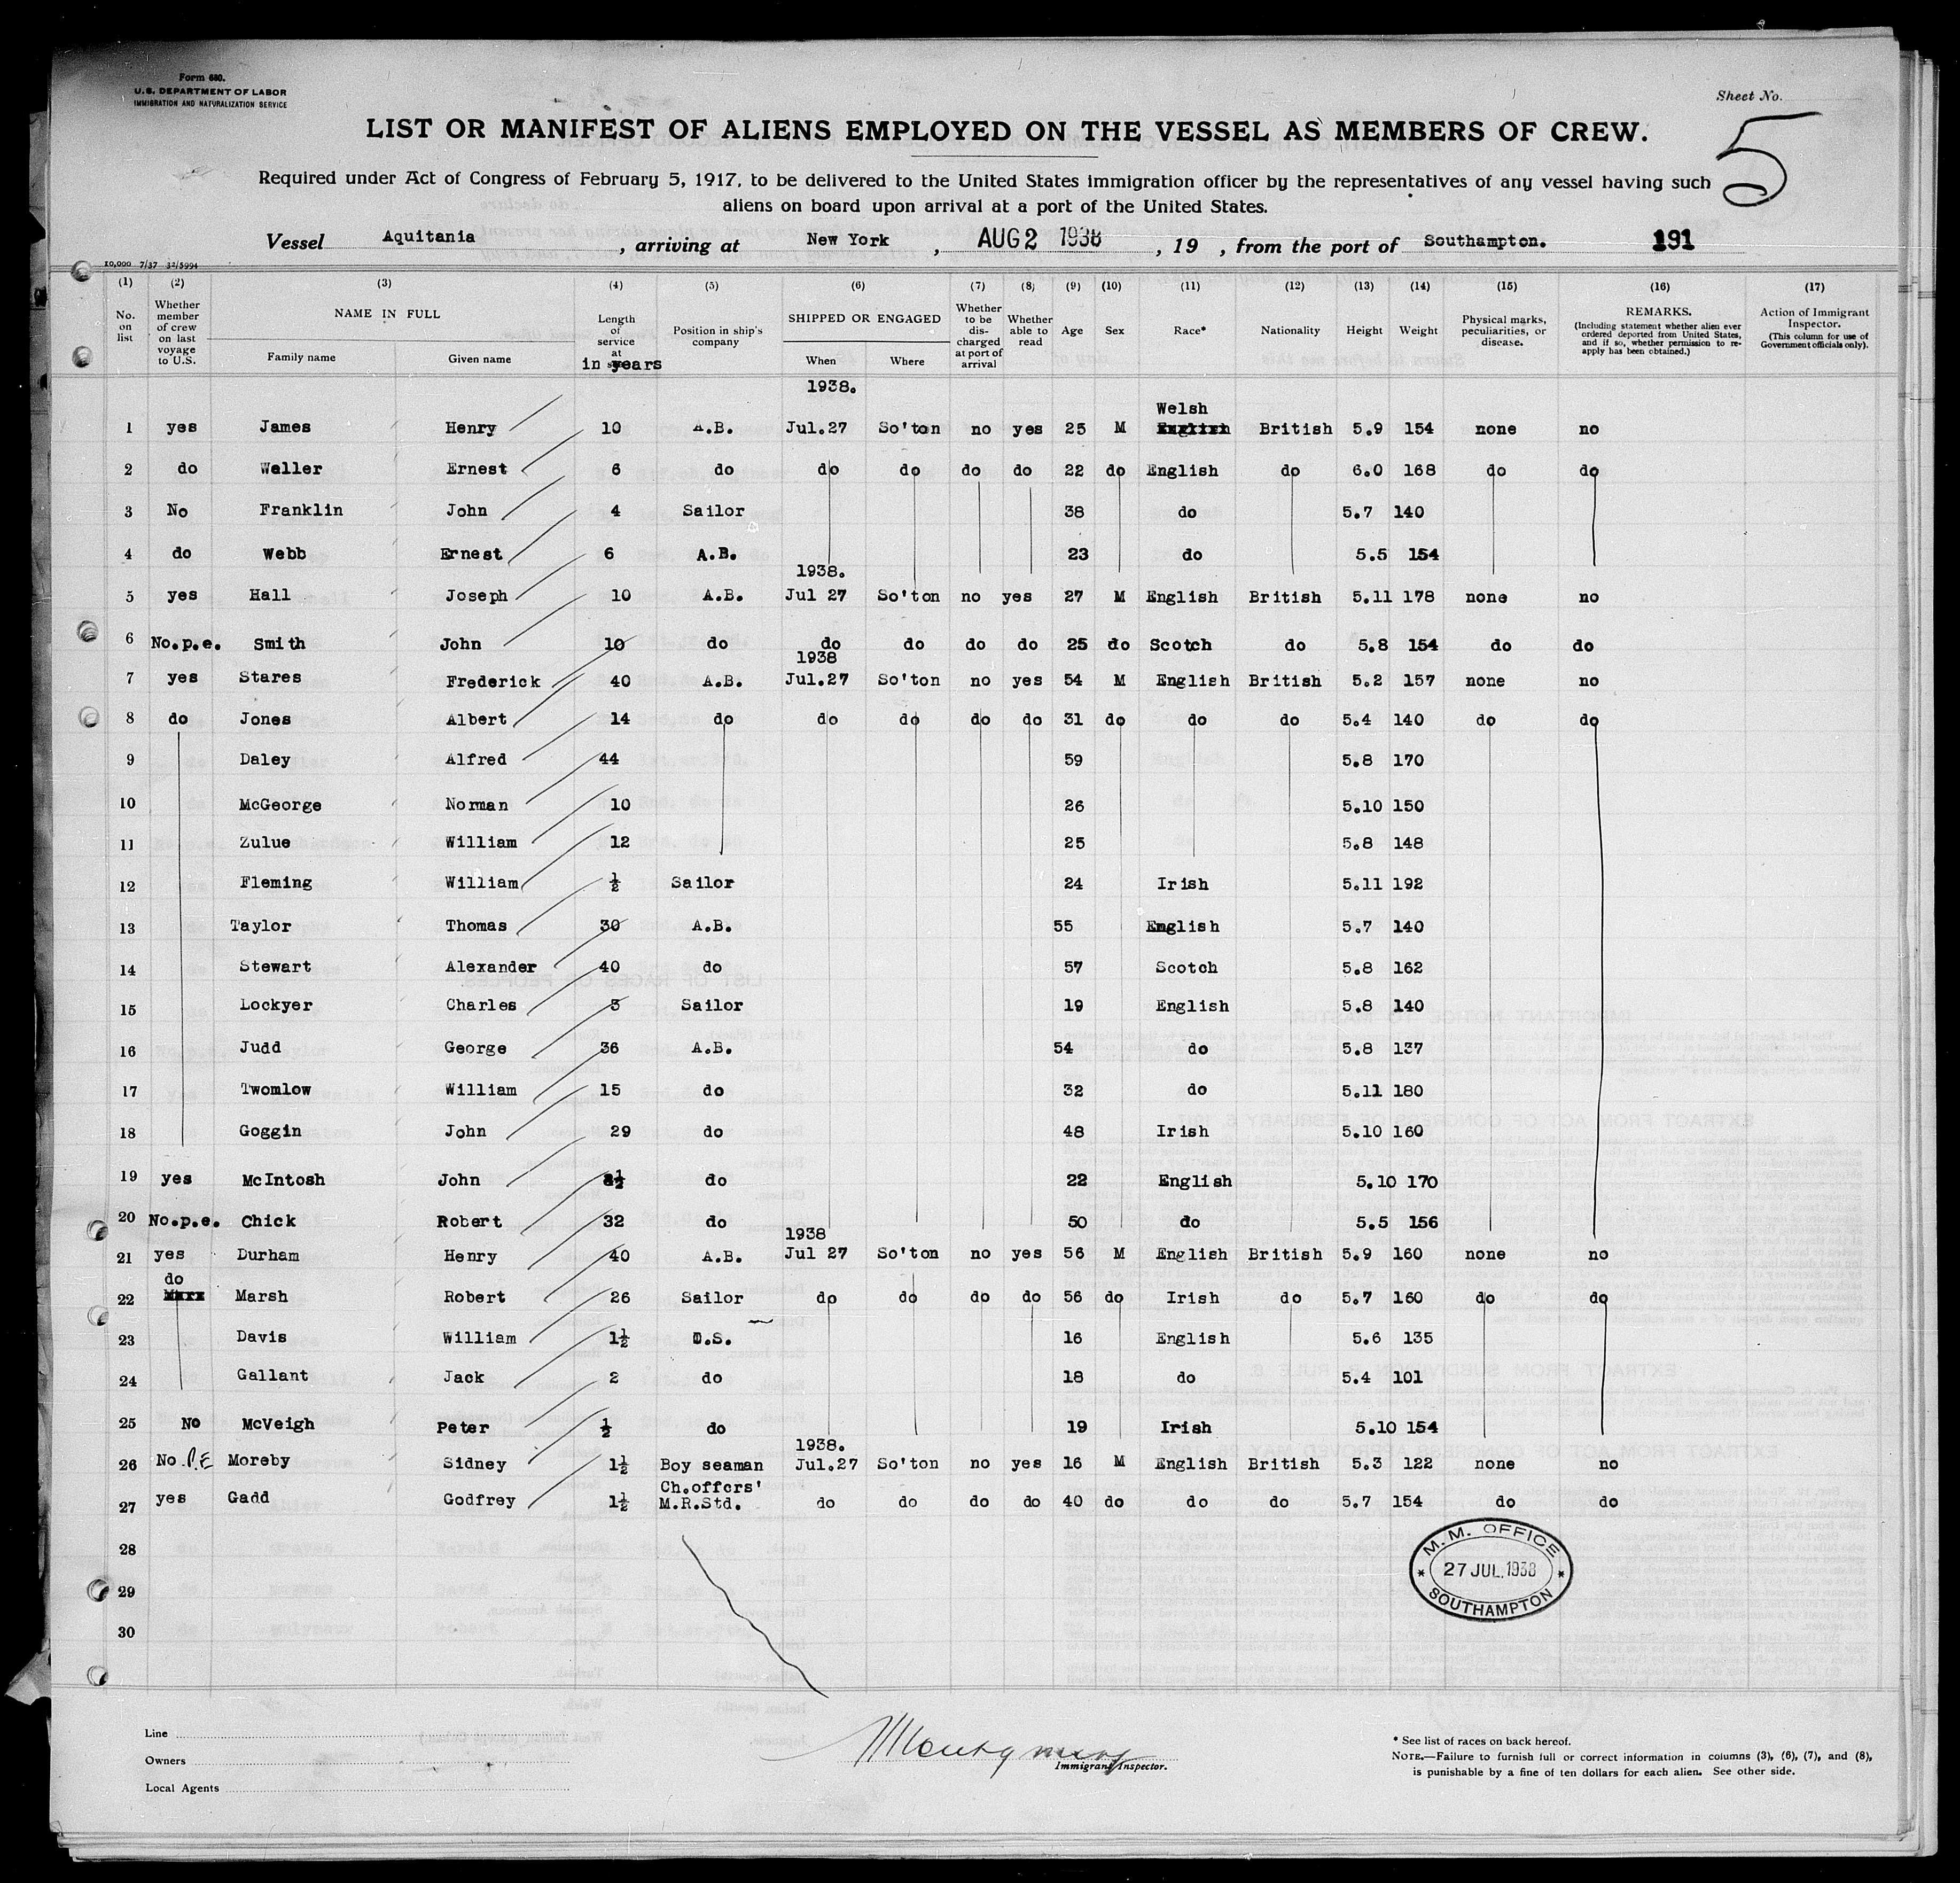 Form 680.
U.S. DEPARTMENT OF LABOR
IMMIGRATION AND NATURALIZATION SERVICE
Sheet No.
5
LIST OR MANIFEST OF ALIENS EMPLOYED ON THE VESSEL AS MEMBERS OF CREW.
Required under Act of Congress of February 5, 1917, to be delivered to the United States immigration officer by the representatives of any vessel having such
aliens on board upon arrival at a port of the United States.
Vessel Aquitania, arriving at New York, AUG 2 1938, 19 , from the port of Southampton. 191
10,000 7/37 32/5994
(1) (2) (3) (4) (5) (6) (7) (8) (9) (10) (11) (12) (13) (14) (15) (16) (17)
No. on list
Whether member of crew on last voyage to U.S.
NAME IN FULL
Family name
Given name
Length of service at
in years
Position in ship's company
SHIPPED OR ENGAGED
When
Where
Whether to be discharged at port of arrival
Whether able to read
Age
Sex
Race*
Nationality
Height
Weight
Physical marks, peculiarities, or disease.
REMARKS.
(Including statement whether alien ever ordered deported from United States, and if so, whether permission to re-apply has been obtained.)
Action of Immigrant Inspector.
(This column for use of Government officials only).
1938.
Welsh
1 yes James Henry 10 A.B. Jul.27 So'ton no yes 25 M English British 5.9 154 none no
2 do Waller Ernest 6 do do do do do 22 do English do 6.0 168 do do
3 No Franklin John 4 Sailor 38 do 5.7 140
4 do Webb Ernest 6 A.B. 23 do 5.5 154
1938.
5 yes Hall Joseph 10 A.B. Jul 27 So'ton no yes 27 M English British 5.11 178 none no
6 No.p.e. Smith John 10 do do do do do 25 do Scotch do 5.8 154 do do
1938
7 yes Stares Frederick 40 A.B. Jul.27 So'ton no yes 54 M English British 5.2 157 none no
8 do Jones Albert 14 do do do do do 31 do do do 5.4 140 do do
9 Daley Alfred 44 59 5.8 170
10 McGeorge Norman 10 26 5.10 150
11 Zulue William 12 25 5.8 148
12 Fleming William ½ Sailor 24 Irish 5.11 192
13 Taylor Thomas 30 A.B. 55 English 5.7 140
14 Stewart Alexander 40 do 57 Scotch 5.8 162
15 Lockyer Charles 3 Sailor 19 English 5.8 140
16 Judd George 36 A.B. 54 do 5.8 137
17 Twomlow William 15 do 32 do 5.11 180
18 Goggin John 29 do 48 Irish 5.10 160
19 yes McIntosh John do 22 English 5.10 170
20 No.p.e. Chick Robert 32 do 50 do 5.5 156
1938
21 yes Durham Henry 40 A.B. Jul 27 So'ton no yes 56 M English British 5.9 160 none no
do
22 Marsh Robert 26 Sailor do do do do 56 do Irish do 5.7 160 do do
23 Davis William 1½ O.S. 16 English 5.6 135
24 Gallant Jack 2 do 18 do 5.4 101
25 No McVeigh Peter ½ do 19 Irish 5.10 154
1938.
26 No P.E Moreby Sidney 1½ Boy seaman Jul.27 So'ton no yes 16 M English British 5.3 122 none no
Ch.offers'
27 yes Gadd Godfrey 1½ M.R.Std. do do do do 40 do do do 5.7 154 do do
28
29
30
M.M. OFFICE
* 27 JUL.1938 *
SOUTHAMPTON
Line
Owners
Local Agents
Montgomery
Immigrant Inspector.
* See list of races on back hereof.
NOTE.—Failure to furnish full or correct information in columns (3), (6), (7), and (8),
is punishable by a fine of ten dollars for each alien. See other side.